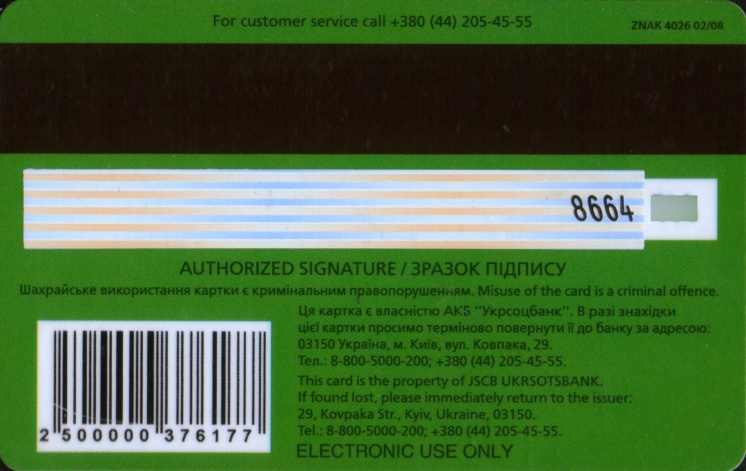 For customer service call +380 (44) 205-45-55
ZNAK 4026 02/08
8664
AUTHORIZED SIGNATURE / ЗРАЗОК ПІДПИСУ
Шахрайське використання картки є кримінальним правопорушенням. Misuse of the card is a criminal offence.
Ця картка є власністю АКБ "Укрсоцбанк". В разі знахідки
цієї картки просимо терміново повернути її до банку за адресою:
03150 Україна, м. Київ, вул. Ковпака, 29.
Тел.: 8-800-5000-200; +380 (44) 205-45-55.
This card is the property of JSCB UKRSOTSBANK.
If found lost, please immediately return to the issuer:
29, Kovpaka Str., Kyiv, Ukraine, 03150.
Tel.: 8-800-5000-200; +380 (44) 205-45-55.
ELECTRONIC USE ONLY
2 500000 376177